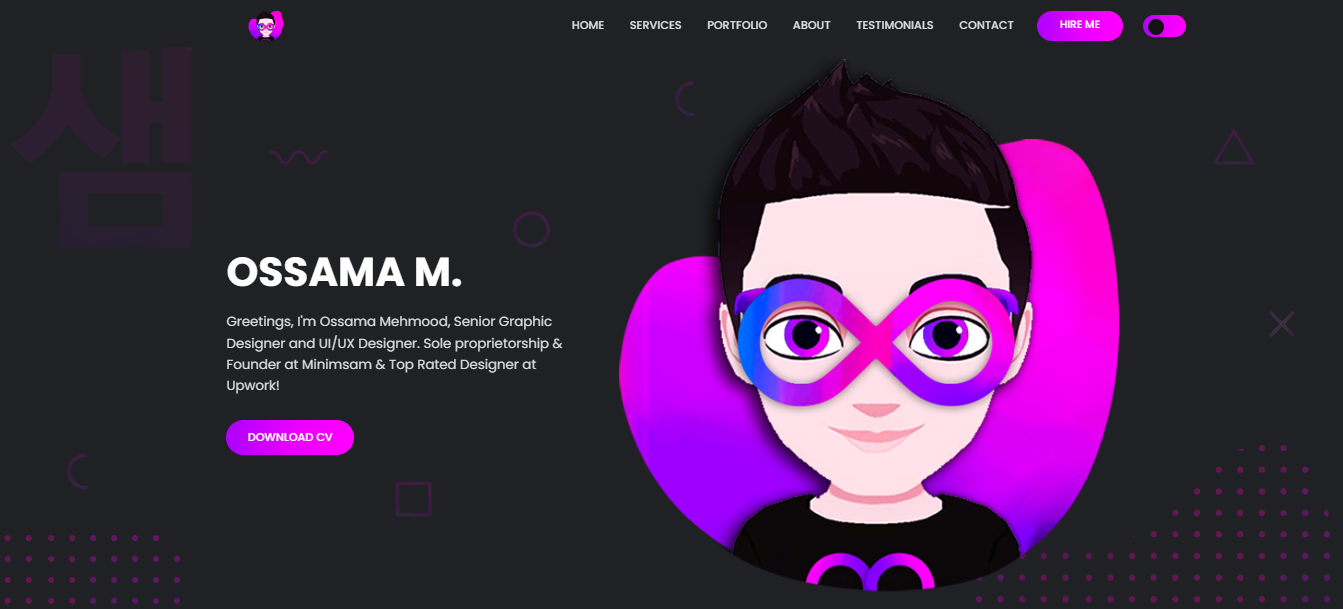 HOME SERVICES PORTFOLIO ABOUT TESTIMONIALS CONTACT HIRE ME
샘
OSSAMA M.
Greetings, I'm Ossama Mehmood, Senior Graphic
Designer and UI/UX Designer. Sole proprietorship &
Founder at Minimsam & Top Rated Designer at
Upwork!
DOWNLOAD CV